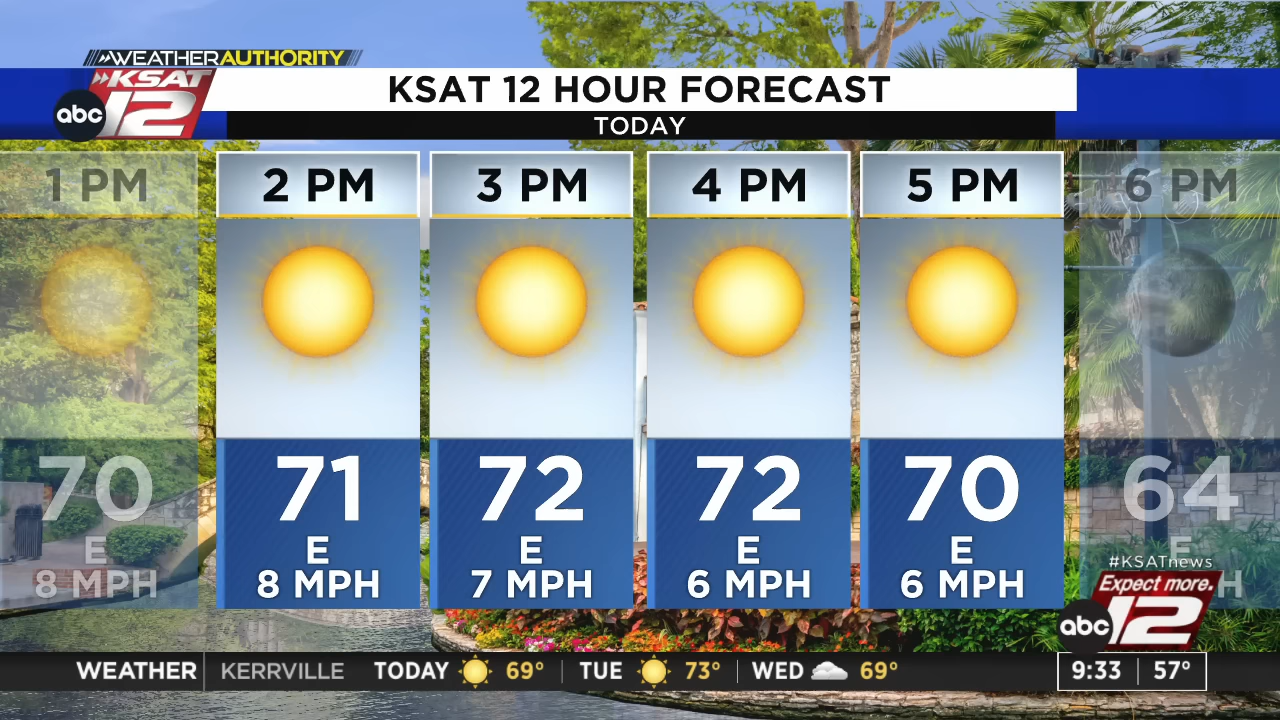 WEATHERAUTHORITY
KSAT
abc 12
KSAT 12 HOUR FORECAST
TODAY
1 PM 2 PM 3 PM 4 PM 5 PM 6 PM
70 71 72 72 70 64
E E E E E E
8 MPH 8 MPH 7 MPH 6 MPH 6 MPH H
#KSATnews
Expect more.
abc 12
WEATHER KERRVILLE TODAY 69° TUE 73° WED 69° 9:33 57°